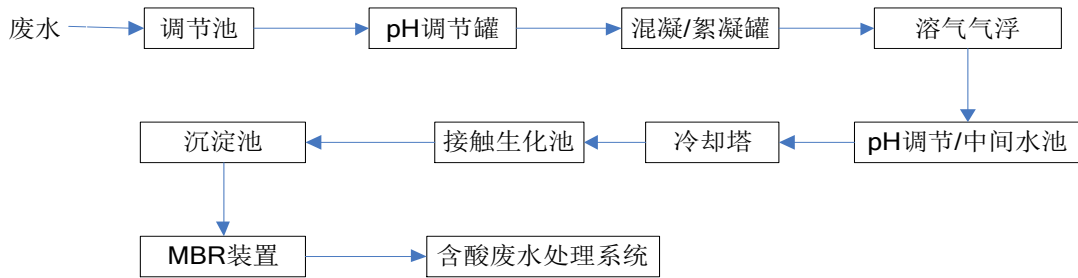 废水
调节池
pH调节罐
混凝/絮凝罐
溶气气浮
沉淀池
接触生化池
冷却塔
pH调节/中间水池
MBR装置
含酸废水处理系统